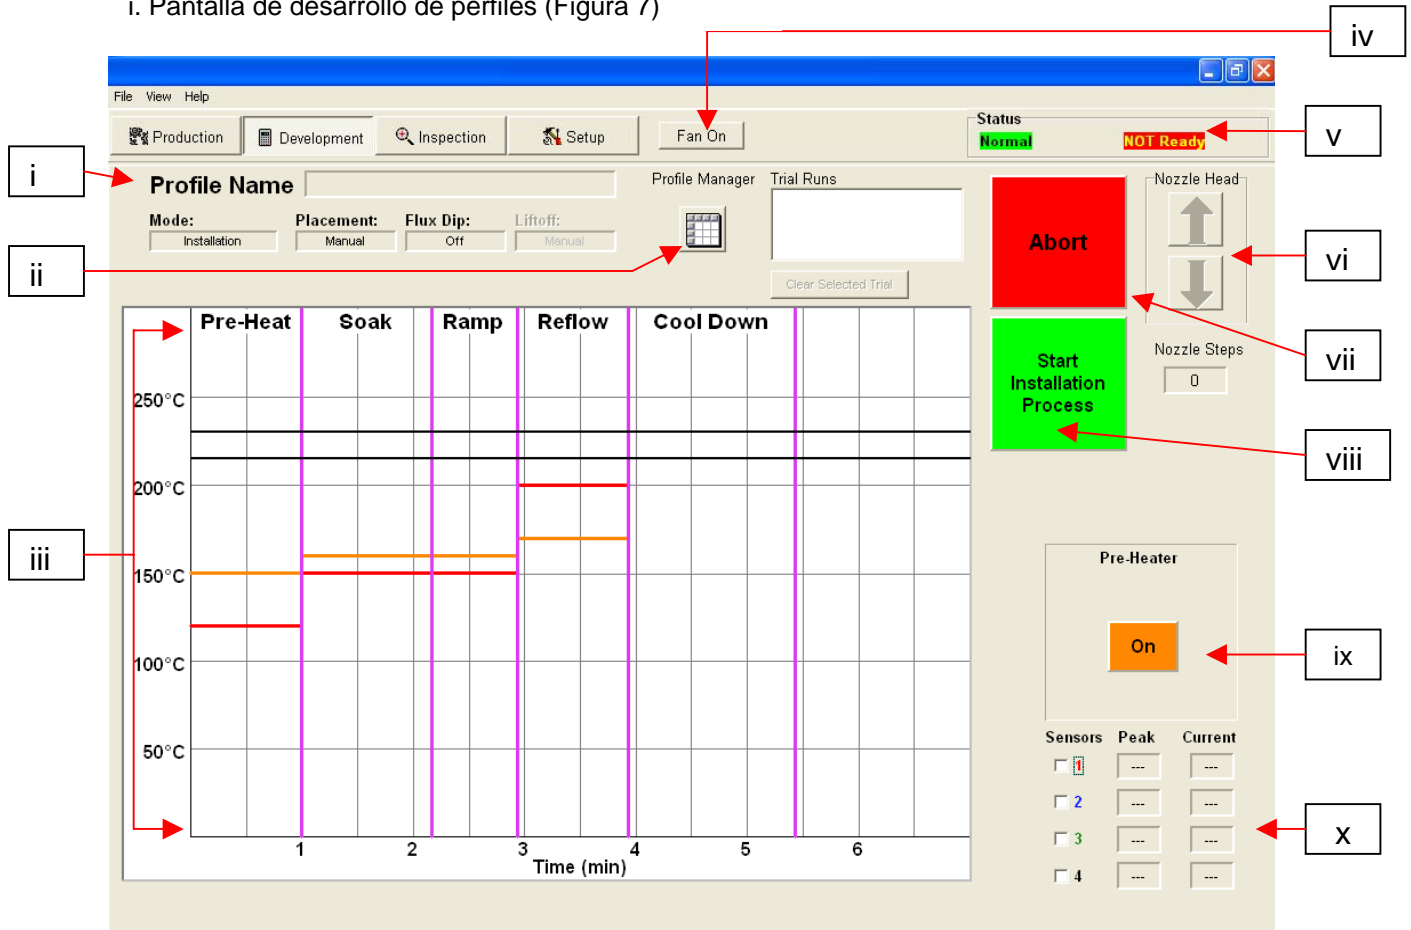 i. Pantalla de desarrollo de perfiles (Figura 7)
iv
File View Help
Production Development Inspection Setup Fan On
Status
Normal NOT Ready
v
i
Profile Name
Profile Manager
Trial Runs
Nozzle Head
Mode: Placement: Flux Dip: Liftoff:
Installation Manual Off Manual
Abort
ii
vi
Clear Selected Trial
Pre-Heat Soak Ramp Reflow Cool Down
Start
Installation
Process
Nozzle Steps
0
vii
viii
250°C
200°C
150°C
100°C
50°C
iii
1 2 3 4 5 6
Time (min)
Pre-Heater
On
ix
Sensors Peak Current
1 --- ---
2 --- ---
3 --- ---
4 --- ---
x